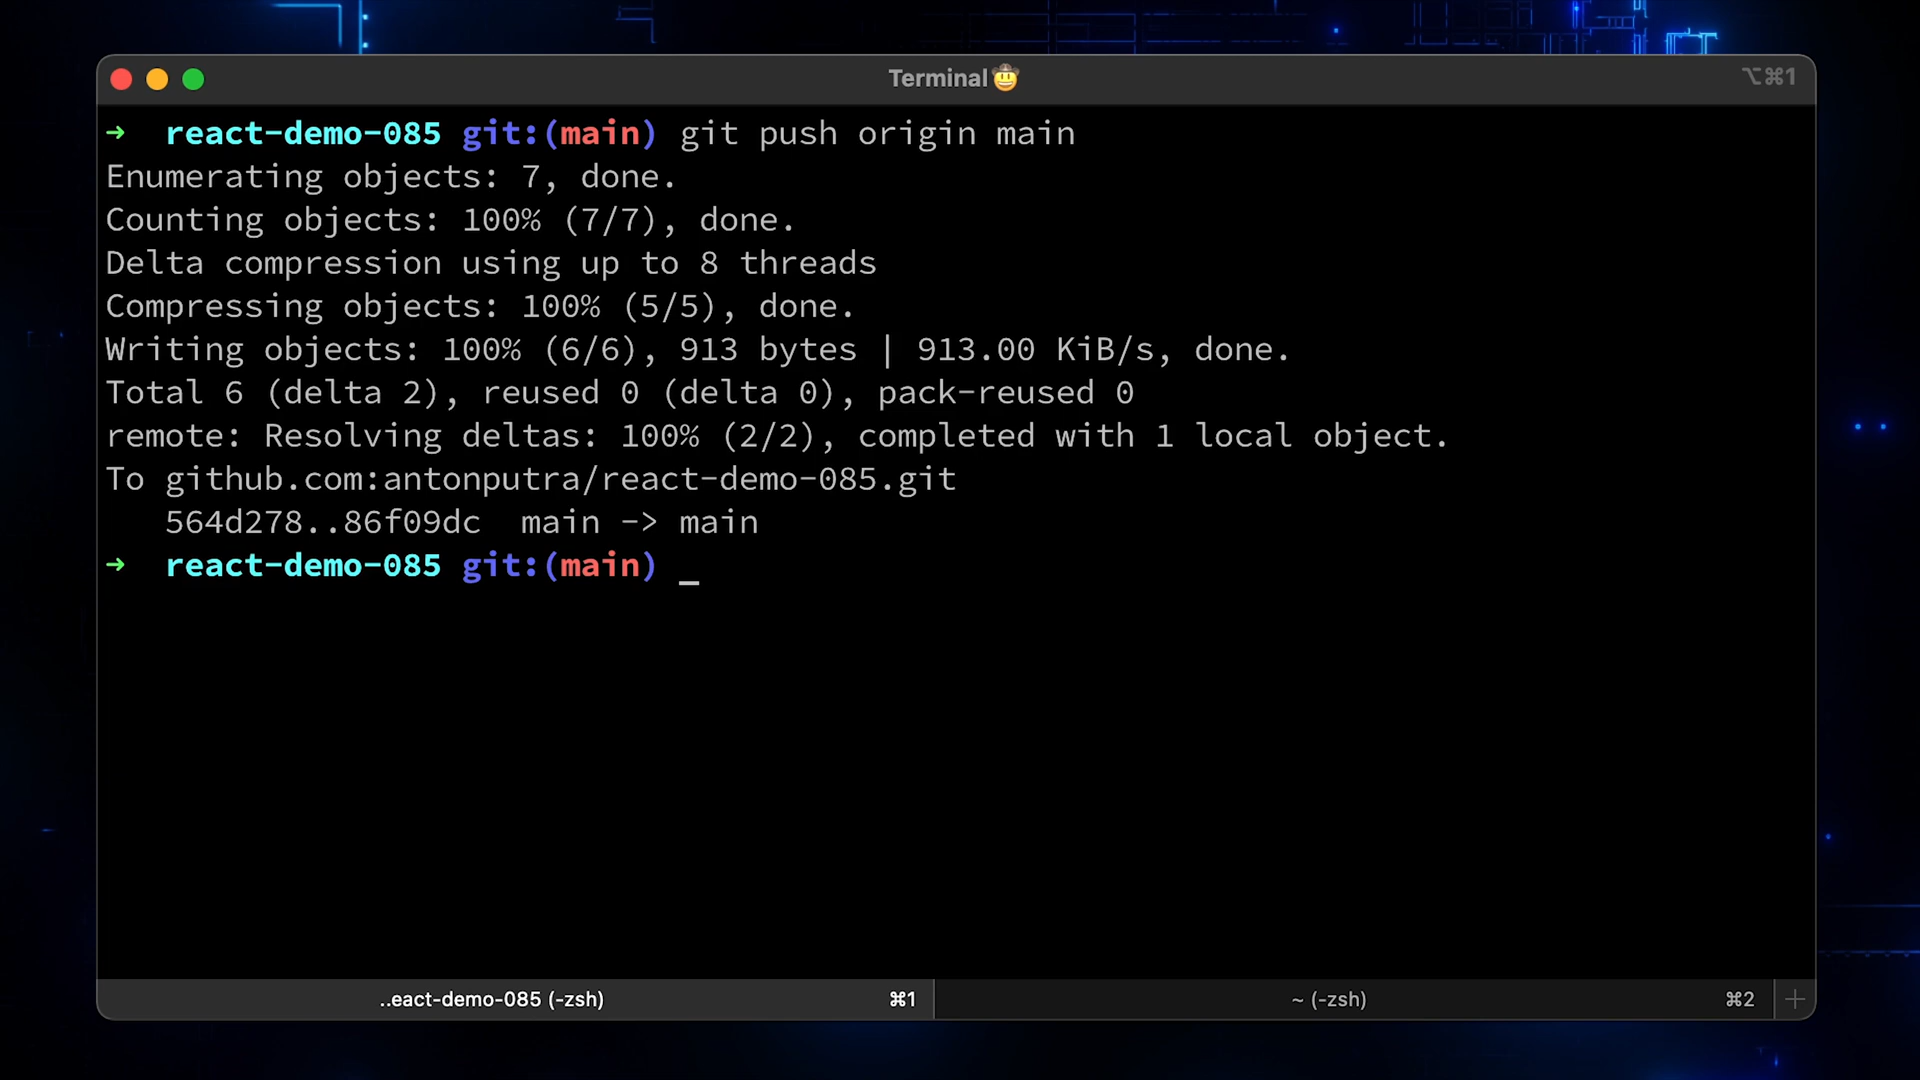 Terminal🤠
⌥⌘1
→ react-demo-085 git:(main) git push origin main
Enumerating objects: 7, done.
Counting objects: 100% (7/7), done.
Delta compression using up to 8 threads
Compressing objects: 100% (5/5), done.
Writing objects: 100% (6/6), 913 bytes | 913.00 KiB/s, done.
Total 6 (delta 2), reused 0 (delta 0), pack-reused 0
remote: Resolving deltas: 100% (2/2), completed with 1 local object.
To github.com:antonputra/react-demo-085.git
   564d278..86f09dc  main -> main
→ react-demo-085 git:(main) _
..eact-demo-085 (-zsh) ⌘1
~ (-zsh) ⌘2 +